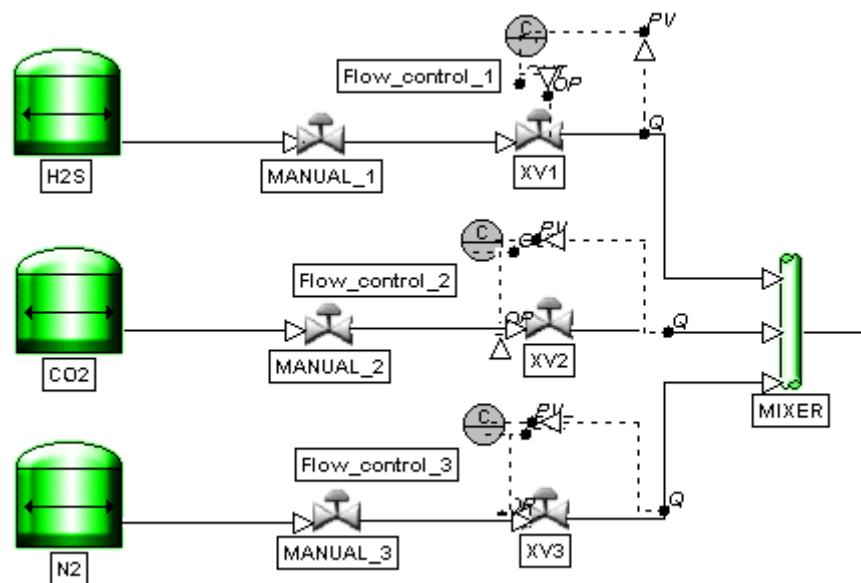 C
PV
Flow_control_1
OP
Q
H2S
MANUAL_1
XV1
C
PV
Flow_control_2
OP
Q
CO2
MANUAL_2
XV2
MIXER
C
PV
Flow_control_3
OP
Q
N2
MANUAL_3
XV3